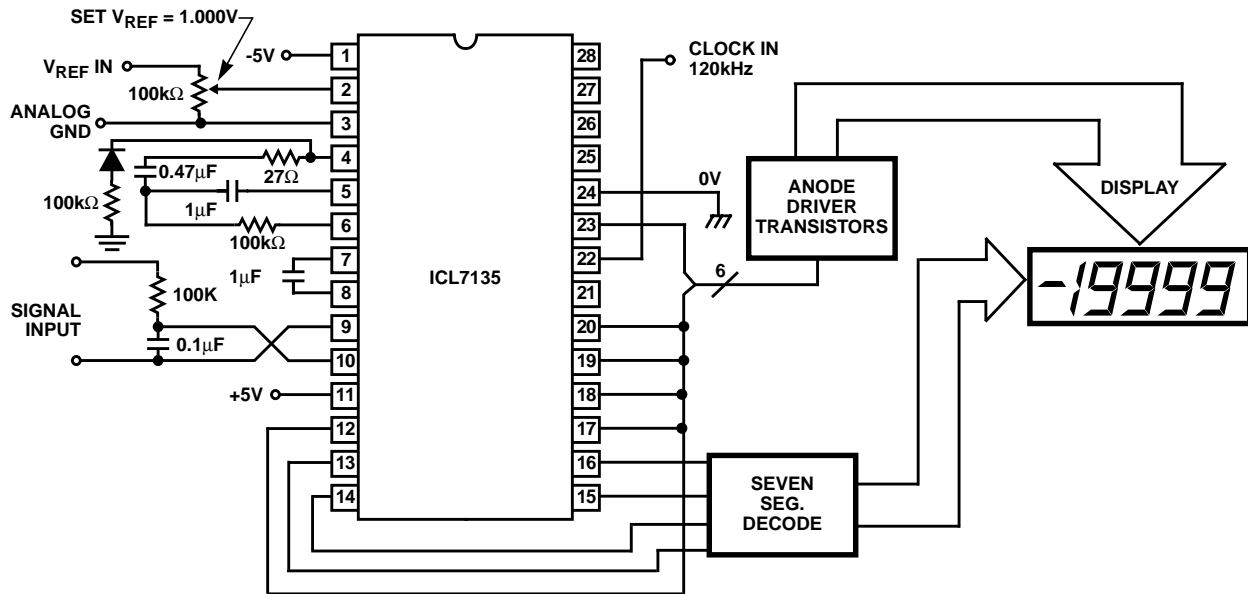 SET VREF = 1.000V
-5V
VREF IN
100kΩ
ANALOG
GND
0.47μF
27Ω
100kΩ
1μF
100kΩ
1μF
SIGNAL
INPUT
100K
0.1μF
+5V
1
2
3
4
5
6
7
8
9
10
11
12
13
14
ICL7135
28
27
26
25
24
23
22
21
20
19
18
17
16
15
CLOCK IN
120kHz
0V
6
ANODE
DRIVER
TRANSISTORS
DISPLAY
-19999
SEVEN
SEG.
DECODE